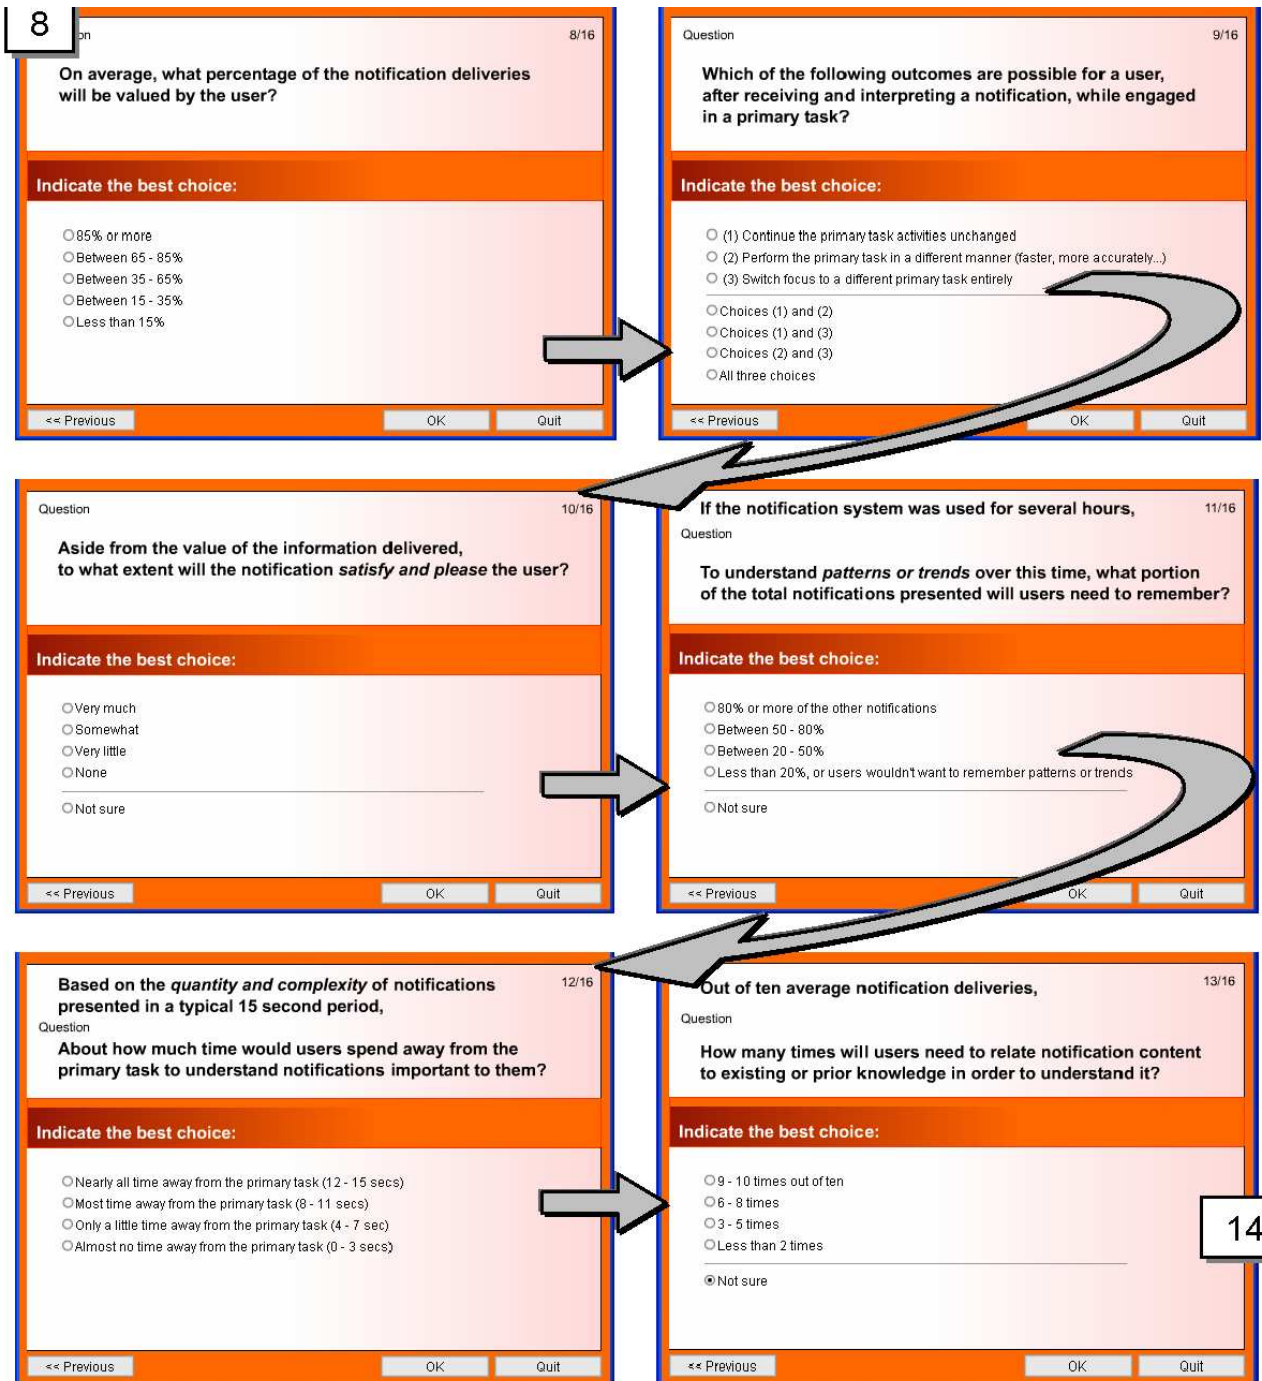 8
on
8/16
On average, what percentage of the notification deliveries
will be valued by the user?
Indicate the best choice:
85% or more
Between 65 - 85%
Between 35 - 65%
Between 15 - 35%
Less than 15%
<< Previous
OK
Quit
Question
9/16
Which of the following outcomes are possible for a user,
after receiving and interpreting a notification, while engaged
in a primary task?
Indicate the best choice:
(1) Continue the primary task activities unchanged
(2) Perform the primary task in a different manner (faster, more accurately...)
(3) Switch focus to a different primary task entirely
Choices (1) and (2)
Choices (1) and (3)
Choices (2) and (3)
All three choices
<< Previous
OK
Quit
Question
10/16
Aside from the value of the information delivered,
to what extent will the notification satisfy and please the user?
Indicate the best choice:
Very much
Somewhat
Very little
None
Not sure
<< Previous
OK
Quit
If the notification system was used for several hours,
11/16
Question
To understand patterns or trends over this time, what portion
of the total notifications presented will users need to remember?
Indicate the best choice:
80% or more of the other notifications
Between 50 - 80%
Between 20 - 50%
Less than 20%, or users wouldn't want to remember patterns or trends
Not sure
<< Previous
OK
Quit
Based on the quantity and complexity of notifications
12/16
presented in a typical 15 second period,
Question
About how much time would users spend away from the
primary task to understand notifications important to them?
Indicate the best choice:
Nearly all time away from the primary task (12 - 15 secs)
Most time away from the primary task (8 - 11 secs)
Only a little time away from the primary task (4 - 7 sec)
Almost no time away from the primary task (0 - 3 secs)
<< Previous
OK
Quit
Out of ten average notification deliveries,
13/16
Question
How many times will users need to relate notification content
to existing or prior knowledge in order to understand it?
Indicate the best choice:
9 - 10 times out of ten
6 - 8 times
3 - 5 times
Less than 2 times
Not sure
14
<< Previous
OK
Quit